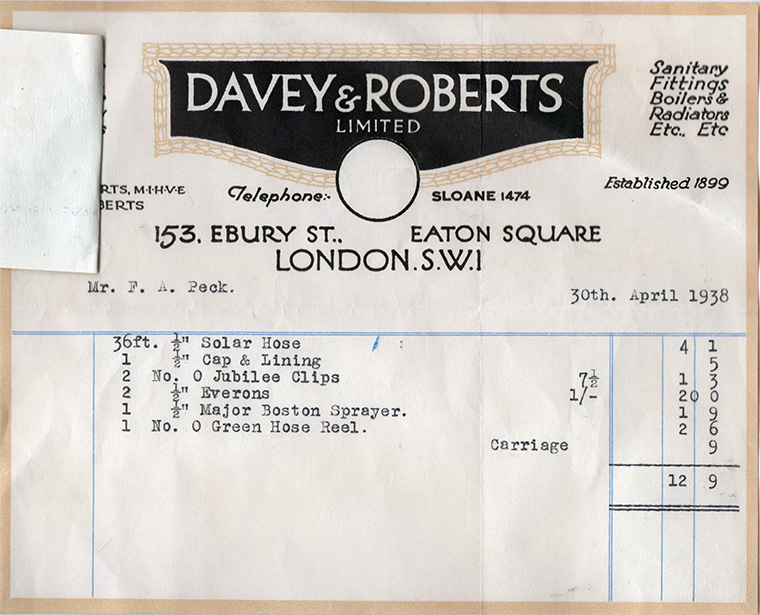 DAVEY & ROBERTS
LIMITED
Sanitary
Fittings
Boilers &
Radiators
Etc., Etc
RTS, M·I·H·V·E
BERTS
Telephone:-
SLOANE 1474
Established 1899
153, EBURY ST., EATON SQUARE
LONDON. S.W.1
Mr. F. A. Peck.
30th. April 1938
36ft. ½" Solar Hose 4 1
1 ½" Cap & Lining 5
2 No. 0 Jubilee Clips 7½ 1 3
2 ½" Everons 1/- 2 0 0
1 ½" Major Boston Sprayer. 1 9
1 No. 0 Green Hose Reel. 2 6
Carriage 9
12 9